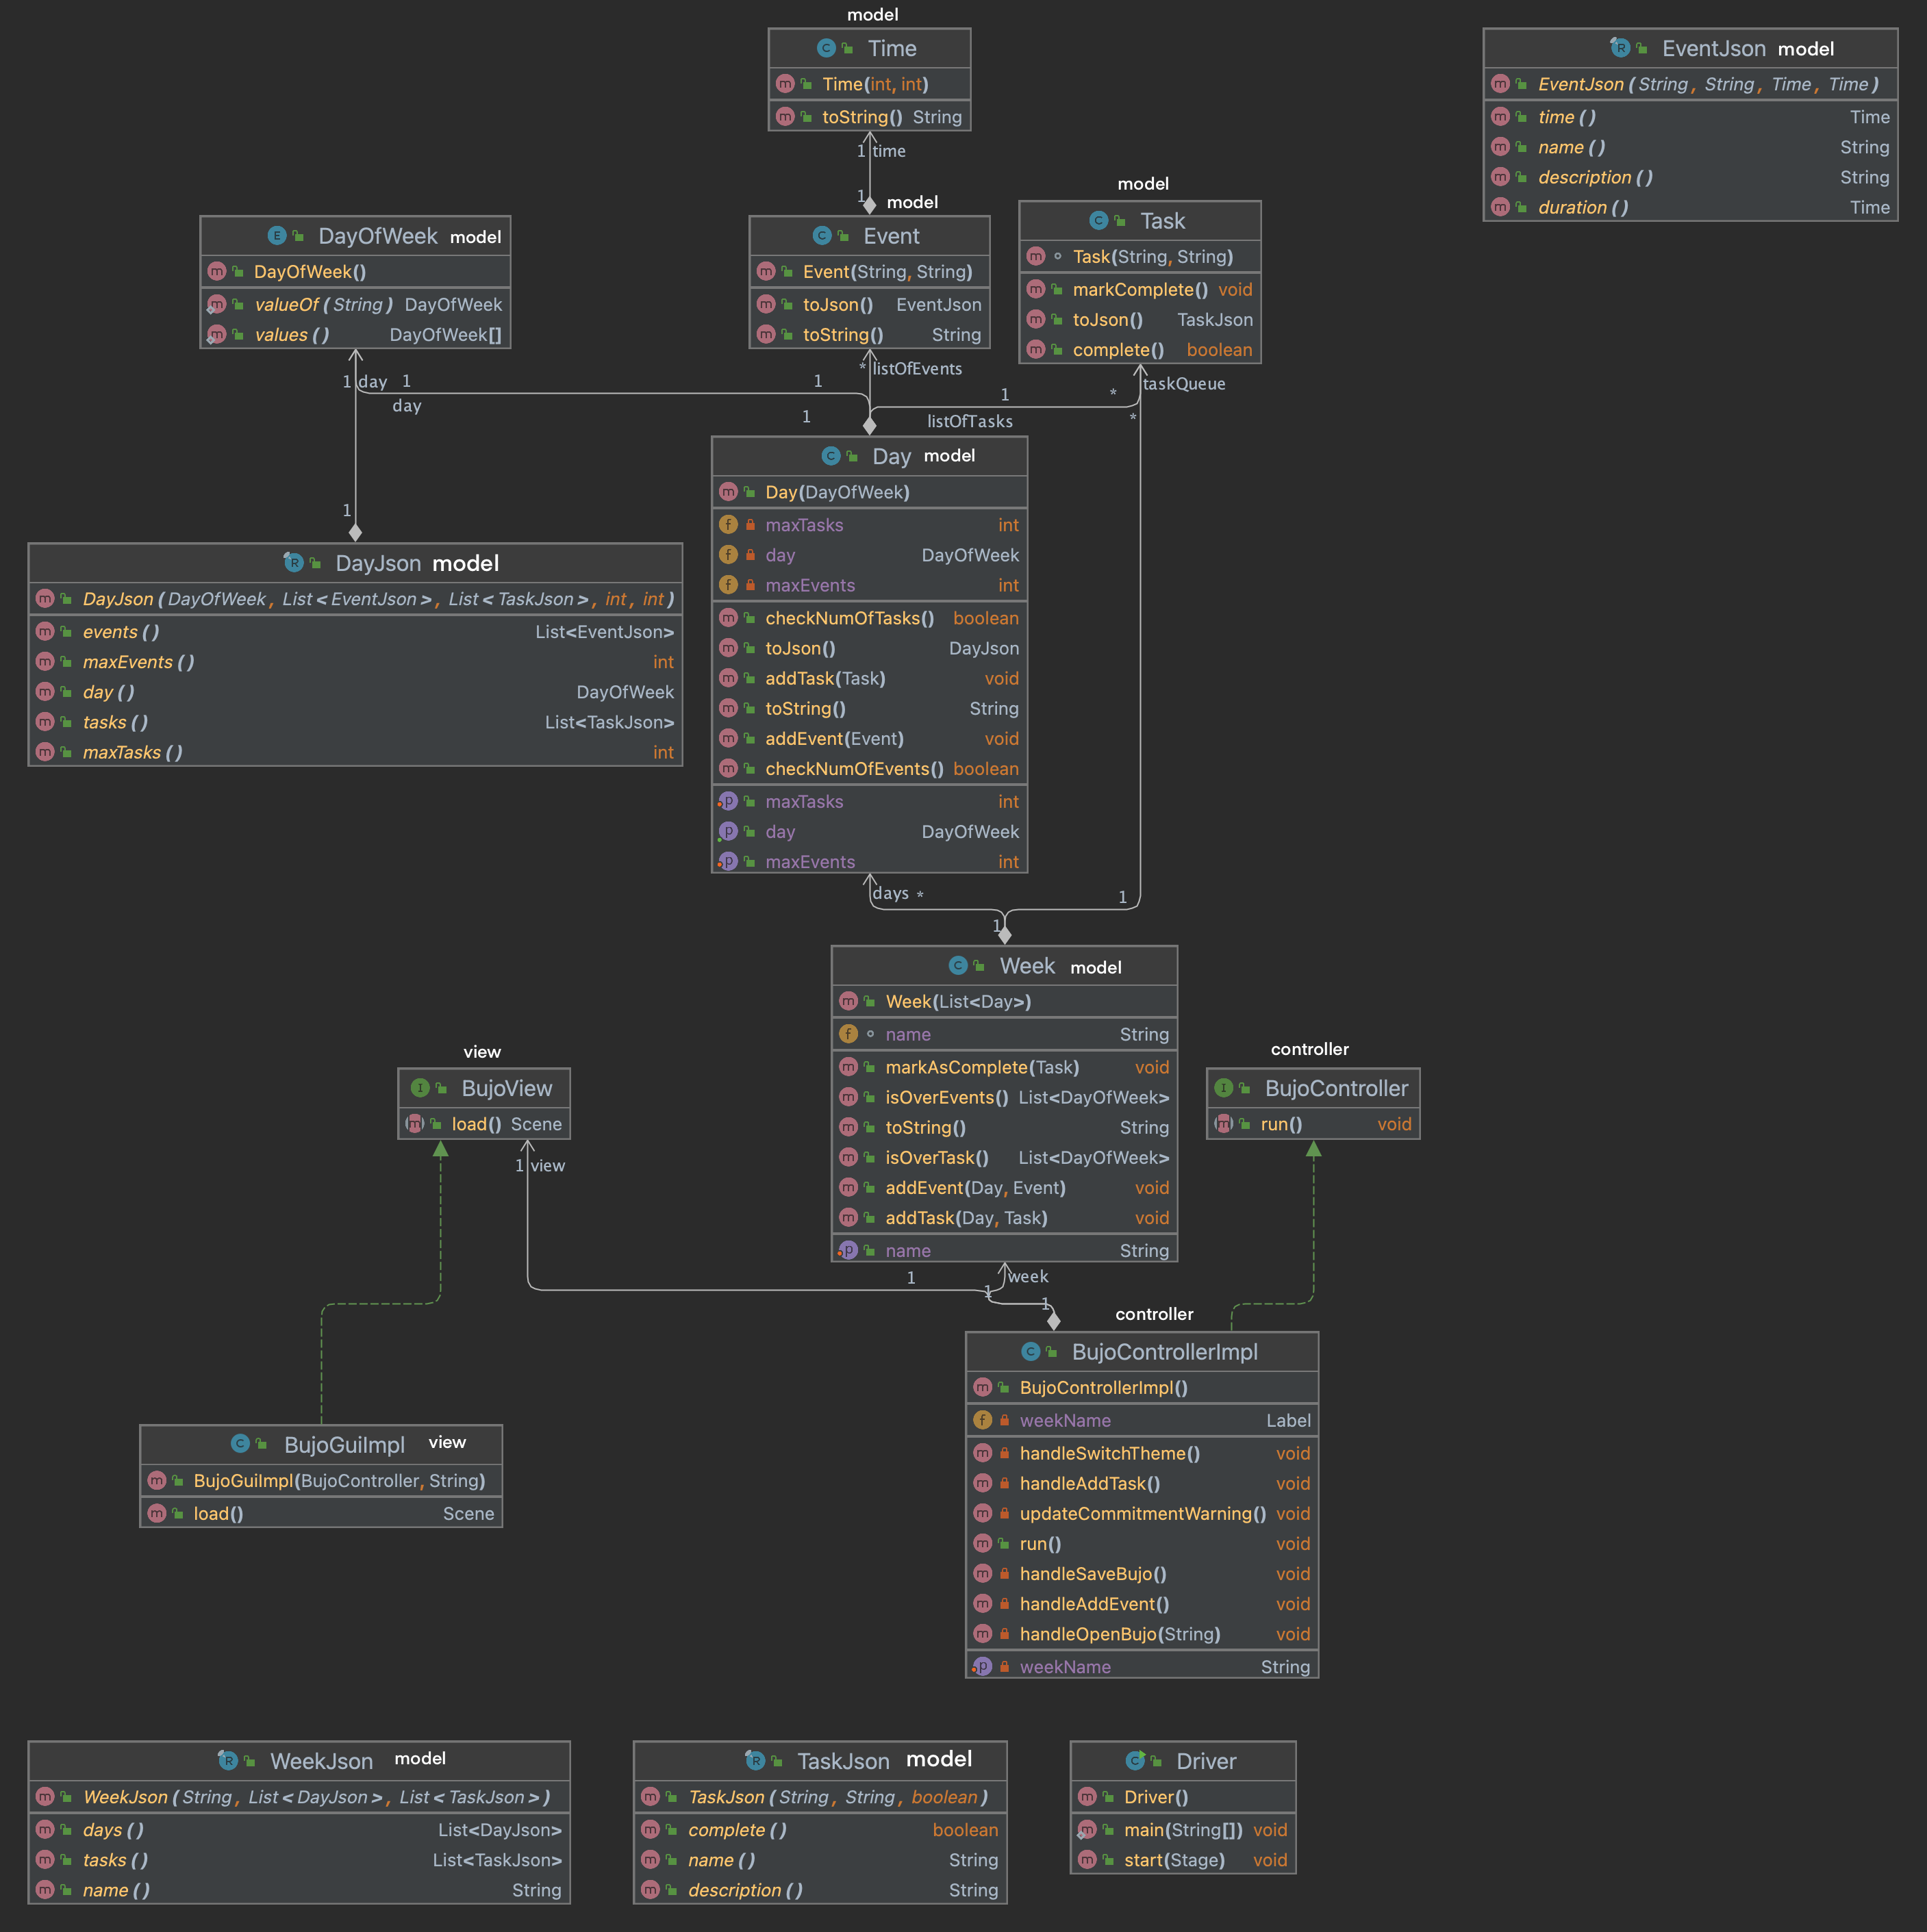 model
Time
Time(int, int)
toString() String
1 time
1
EventJson model
EventJson (String, String, Time, Time)
time () Time
name () String
description () String
duration () Time
model
Event
Event(String, String)
toJson() EventJson
toString() String
model
Task
Task(String, String)
markComplete() void
toJson() TaskJson
complete() boolean
DayOfWeek model
DayOfWeek()
valueOf (String) DayOfWeek
values () DayOfWeek[]
* listOfEvents
1 day 1
day
1
1
1 *
taskQueue
*
listOfTasks
1
Day model
Day(DayOfWeek)
maxTasks int
day DayOfWeek
maxEvents int
checkNumOfTasks() boolean
toJson() DayJson
addTask(Task) void
toString() String
addEvent(Event) void
checkNumOfEvents() boolean
maxTasks int
day DayOfWeek
maxEvents int
DayJson model
DayJson (DayOfWeek, List<EventJson>, List<TaskJson>, int, int)
events () List<EventJson>
maxEvents () int
day () DayOfWeek
tasks () List<TaskJson>
maxTasks () int
days *
1
1
Week model
Week(List<Day>)
name String
markAsComplete(Task) void
isOverEvents() List<DayOfWeek>
toString() String
isOverTask() List<DayOfWeek>
addEvent(Day, Event) void
addTask(Day, Task) void
name String
view
BujoView
load() Scene
1 view
controller
BujoController
run() void
1
1
week
1
controller
BujoControllerImpl
BujoControllerImpl()
weekName Label
handleSwitchTheme() void
handleAddTask() void
updateCommitmentWarning() void
run() void
handleSaveBujo() void
handleAddEvent() void
handleOpenBujo(String) void
weekName String
BujoGuiImpl view
BujoGuiImpl(BujoController, String)
load() Scene
WeekJson model
WeekJson (String, List<DayJson>, List<TaskJson>)
days () List<DayJson>
tasks () List<TaskJson>
name () String
TaskJson model
TaskJson (String, String, boolean)
complete () boolean
name () String
description () String
Driver
Driver()
main(String[]) void
start(Stage) void